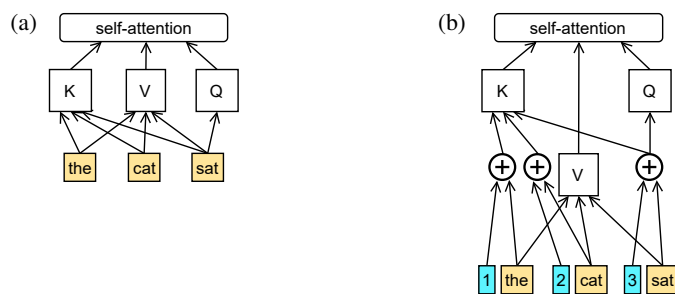 (a)
self-attention
K V Q
the cat sat
(b)
self-attention
K Q
+ + V +
1 the 2 cat 3 sat